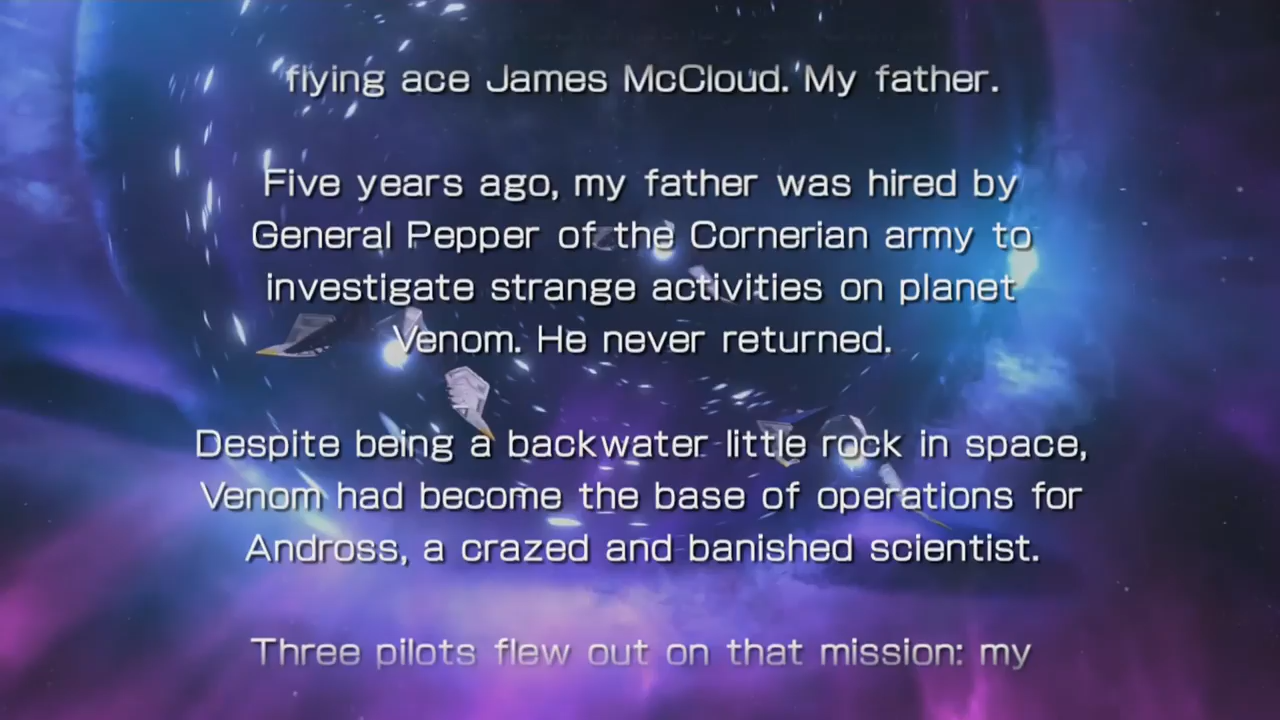 flying ace James McCloud. My father.
Five years ago, my father was hired by
General Pepper of the Cornerian army to
investigate strange activities on planet
Venom. He never returned.
Despite being a backwater little rock in space,
Venom had become the base of operations for
Andross, a crazed and banished scientist.
Three pilots flew out on that mission: my